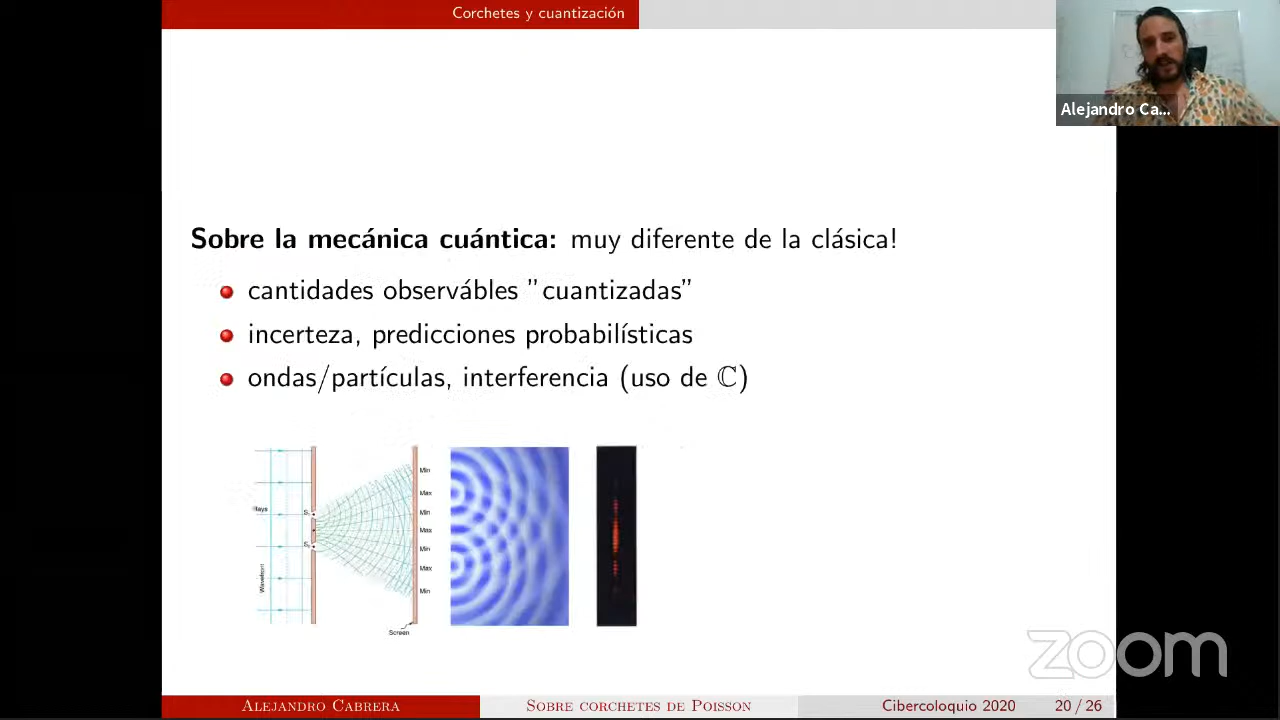 Corchetes y cuantización
Alejandro Ca...
Sobre la mecánica cuántica: muy diferente de la clásica!
cantidades observábles ”cuantizadas”
incerteza, predicciones probabilísticas
ondas/partículas, interferencia (uso de ℂ)
Rays
Wavefront
S
S
Min
Max
Min
Max
Min
Max
Min
Screen
zoom
Alejandro Cabrera
Sobre corchetes de Poisson
Cibercoloquio 2020
20 / 26